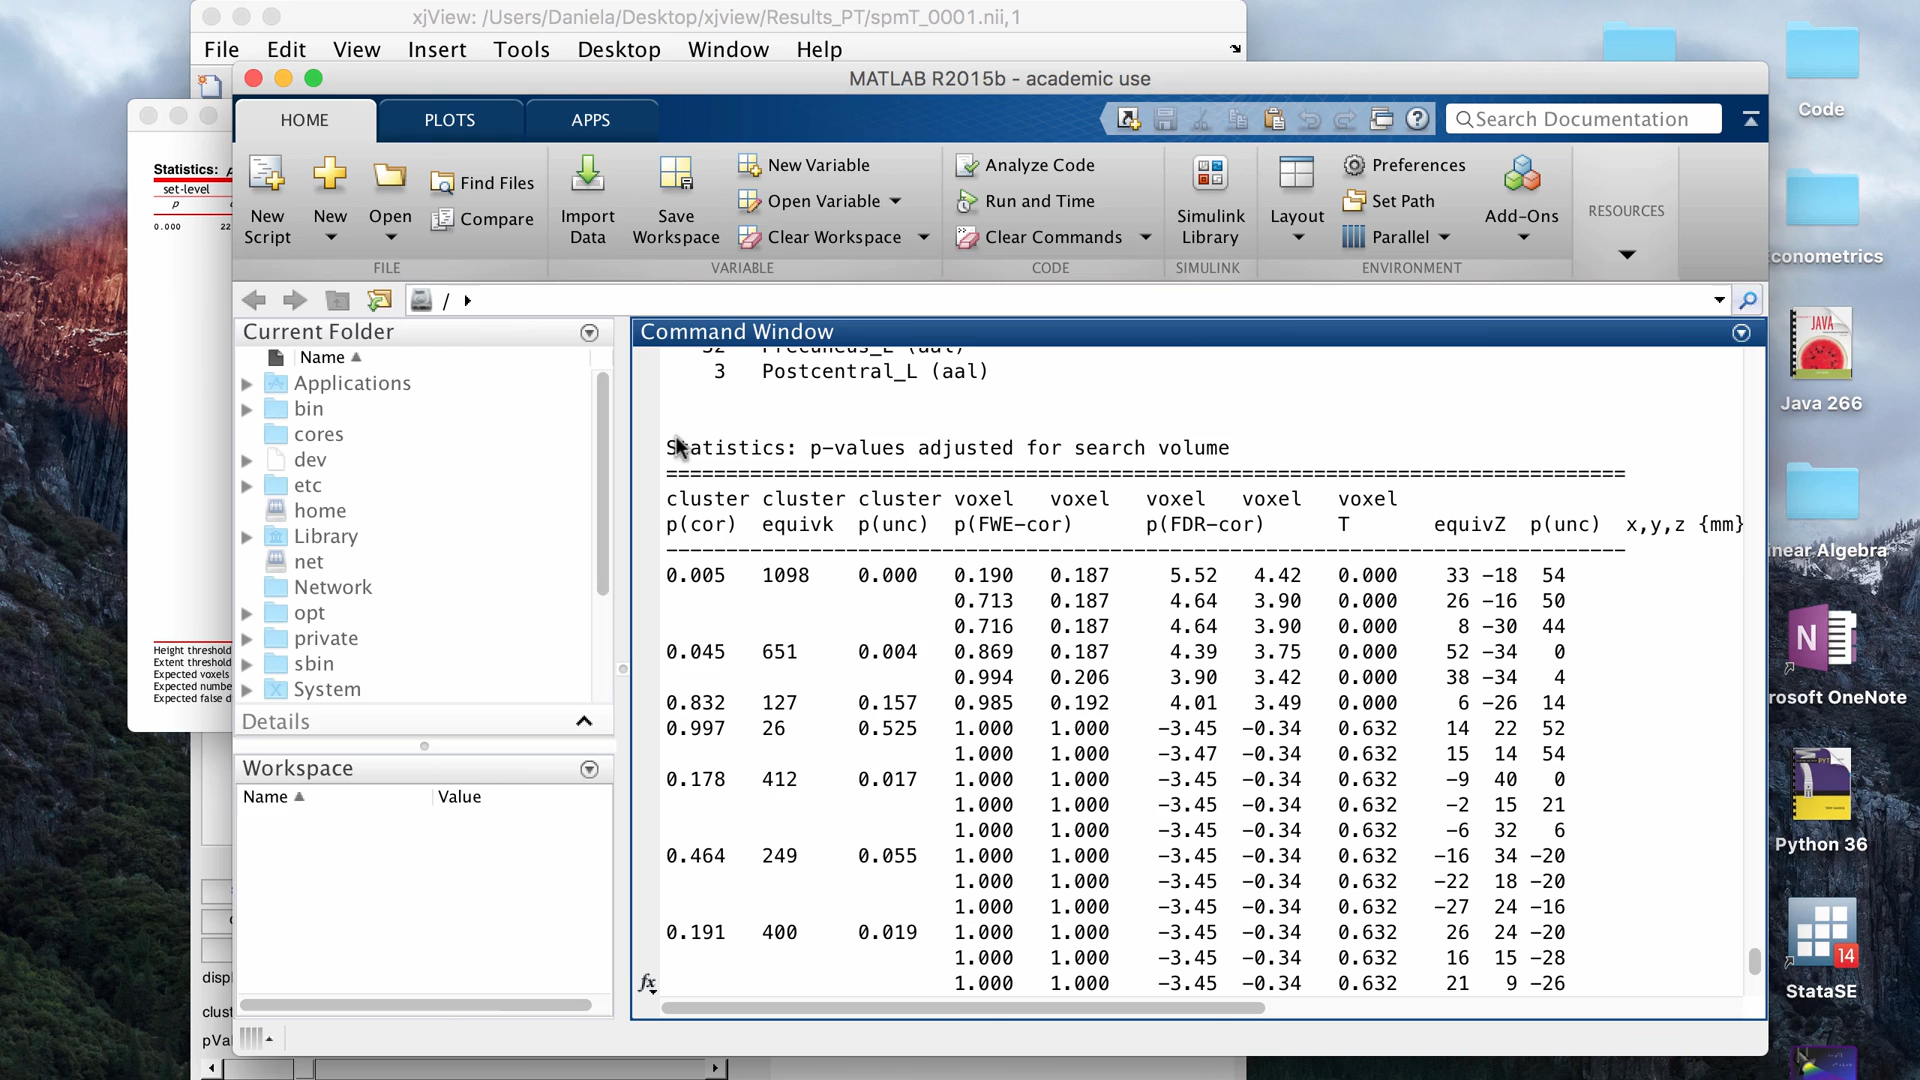 xjView: /Users/Daniela/Desktop/xjview/Results_PT/spmT_0001.nii,1
File Edit View Insert Tools Desktop Window Help
MATLAB R2015b - academic use
HOME PLOTS APPS
Search Documentation
New Script
New
Open
Find Files
Compare
FILE
Import Data
Save Workspace
New Variable
Open Variable
Clear Workspace
VARIABLE
Analyze Code
Run and Time
Clear Commands
CODE
Simulink Library
SIMULINK
Layout
Preferences
Set Path
Parallel
Add-Ons
ENVIRONMENT
RESOURCES
/
Current Folder
Name
Applications
bin
cores
dev
etc
home
Library
net
Network
opt
private
sbin
System
Details
Workspace
Name Value
Command Window
32 Precuneus_L (aal)
3 Postcentral_L (aal)
Statistics: p-values adjusted for search volume
================================================================================
cluster cluster cluster voxel voxel voxel voxel voxel
p(cor) equivk p(unc) p(FWE-cor) p(FDR-cor) T equivZ p(unc) x,y,z {mm}
--------------------------------------------------------------------------------
0.005 1098 0.000 0.190 0.187 5.52 4.42 0.000 33 -18 54
0.713 0.187 4.64 3.90 0.000 26 -16 50
0.716 0.187 4.64 3.90 0.000 8 -30 44
0.045 651 0.004 0.869 0.187 4.39 3.75 0.000 52 -34 0
0.994 0.206 3.90 3.42 0.000 38 -34 4
0.832 127 0.157 0.985 0.192 4.01 3.49 0.000 6 -26 14
0.997 26 0.525 1.000 1.000 -3.45 -0.34 0.632 14 22 52
1.000 1.000 -3.47 -0.34 0.632 15 14 54
0.178 412 0.017 1.000 1.000 -3.45 -0.34 0.632 -9 40 0
1.000 1.000 -3.45 -0.34 0.632 -2 15 21
1.000 1.000 -3.45 -0.34 0.632 -6 32 6
0.464 249 0.055 1.000 1.000 -3.45 -0.34 0.632 -16 34 -20
1.000 1.000 -3.45 -0.34 0.632 -22 18 -20
1.000 1.000 -3.45 -0.34 0.632 -27 24 -16
0.191 400 0.019 1.000 1.000 -3.45 -0.34 0.632 26 24 -20
1.000 1.000 -3.45 -0.34 0.632 16 15 -28
1.000 1.000 -3.45 -0.34 0.632 21 9 -26
fx
Statistics:
set-level
p
0.000 22
Height threshold
Extent threshold
Expected voxels
Expected numbe
Expected false d
displ
clust
pVal
Code
conometrics
JAVA
Java 266
inear Algebra
N
rosoft OneNote
Python 36
14
StataSE